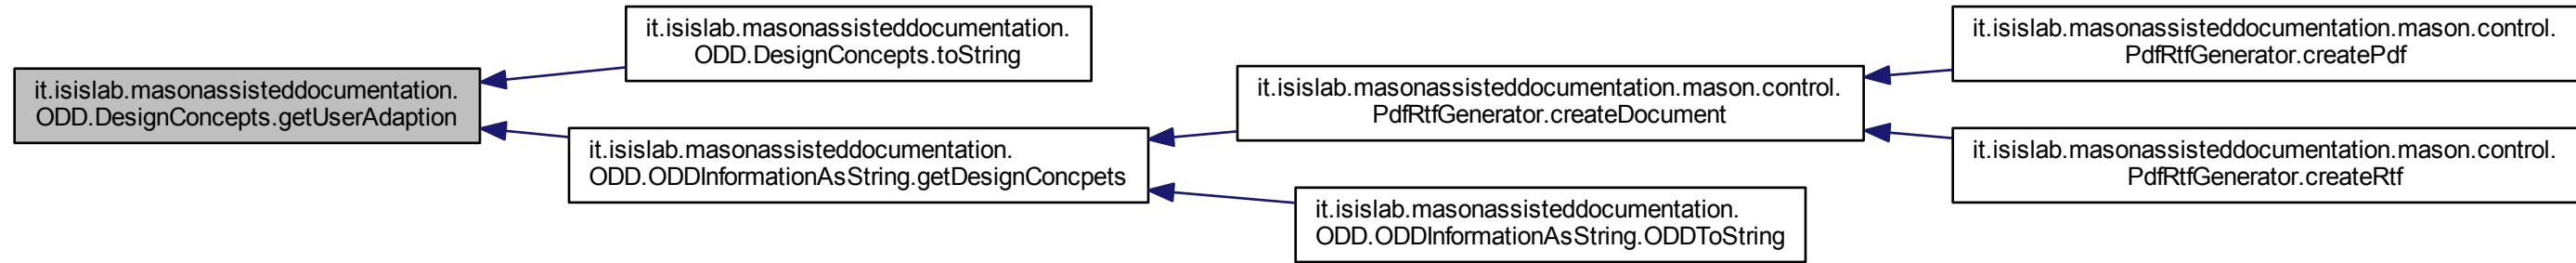 it.isislab.masonassisteddocumentation.
ODD.DesignConcepts.getUserAdaption
it.isislab.masonassisteddocumentation.
ODD.DesignConcepts.toString
it.isislab.masonassisteddocumentation.
ODD.ODDInformationAsString.getDesignConcpets
it.isislab.masonassisteddocumentation.mason.control.
PdfRtfGenerator.createDocument
it.isislab.masonassisteddocumentation.
ODD.ODDInformationAsString.ODDToString
it.isislab.masonassisteddocumentation.mason.control.
PdfRtfGenerator.createPdf
it.isislab.masonassisteddocumentation.mason.control.
PdfRtfGenerator.createRtf